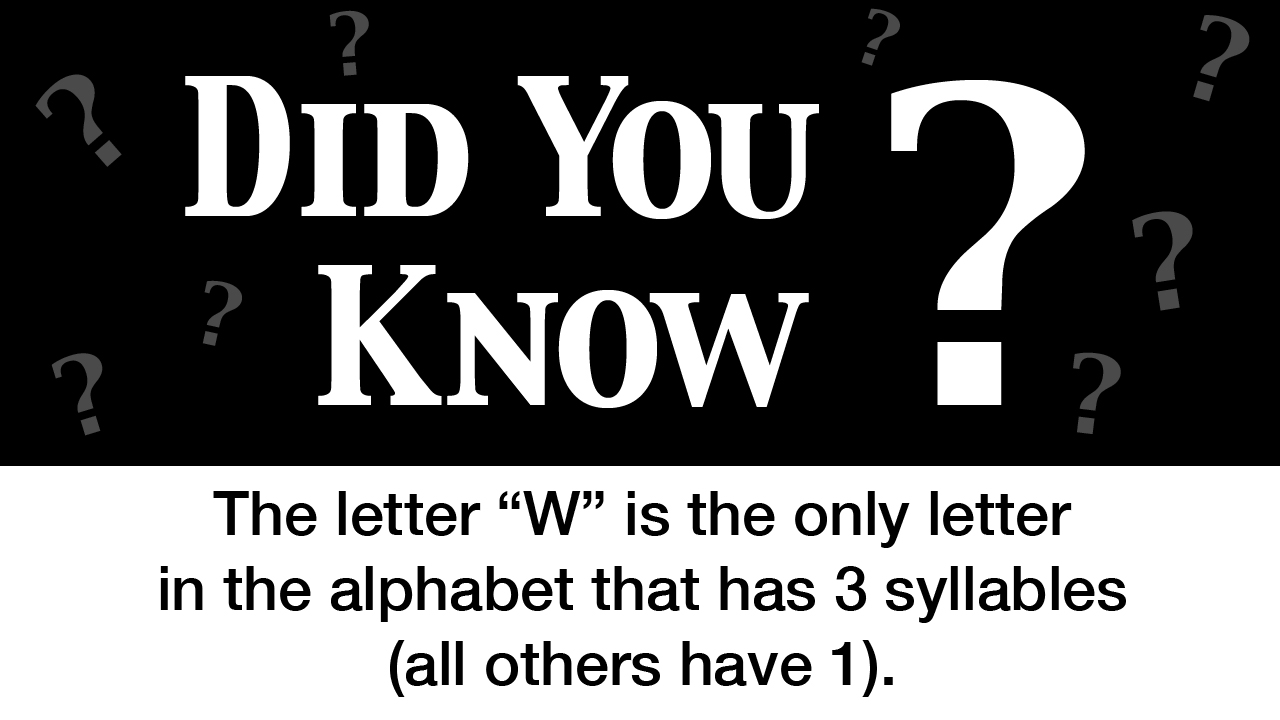 Did You
Know?
The letter “W” is the only letter
in the alphabet that has 3 syllables
(all others have 1).